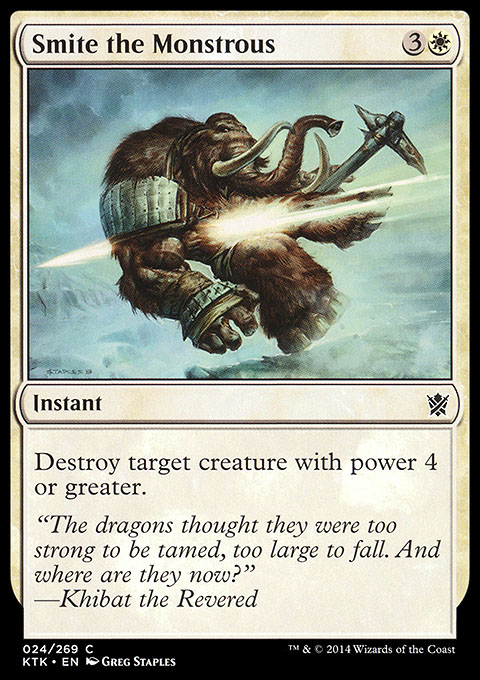 Smite the Monstrous 3
STAPLES
Instant
Destroy target creature with power 4
or greater.
“The dragons thought they were too
strong to be tamed, too large to fall. And
where are they now?”
—Khibat the Revered
024/269 C
KTK • EN Greg Staples
™ & © 2014 Wizards of the Coast